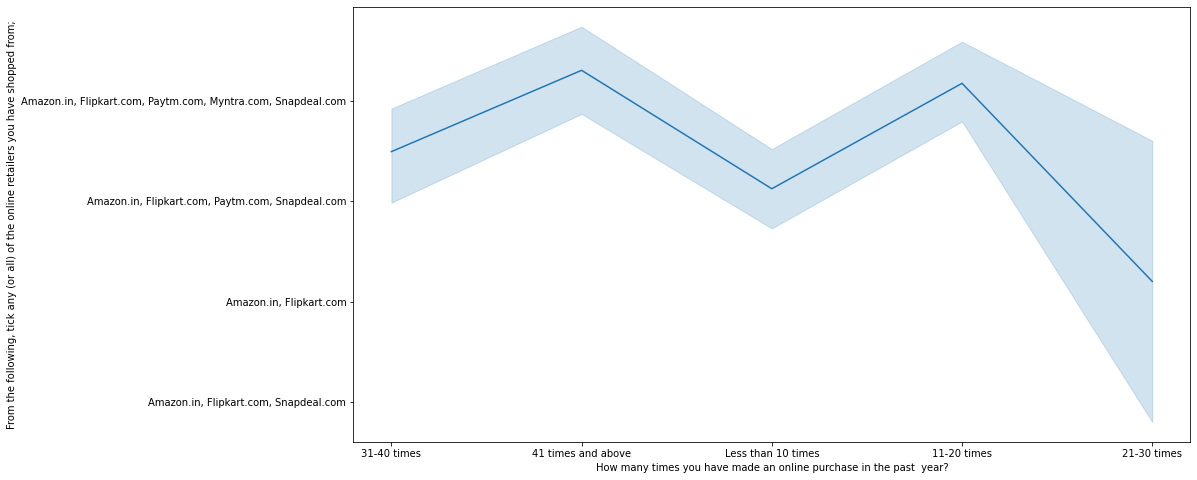 From the following, tick any (or all) of the online retailers you have shopped from;
Amazon.in, Flipkart.com, Paytm.com, Myntra.com, Snapdeal.com
Amazon.in, Flipkart.com, Paytm.com, Snapdeal.com
Amazon.in, Flipkart.com
Amazon.in, Flipkart.com, Snapdeal.com
31-40 times 41 times and above Less than 10 times 11-20 times 21-30 times
How many times you have made an online purchase in the past  year?